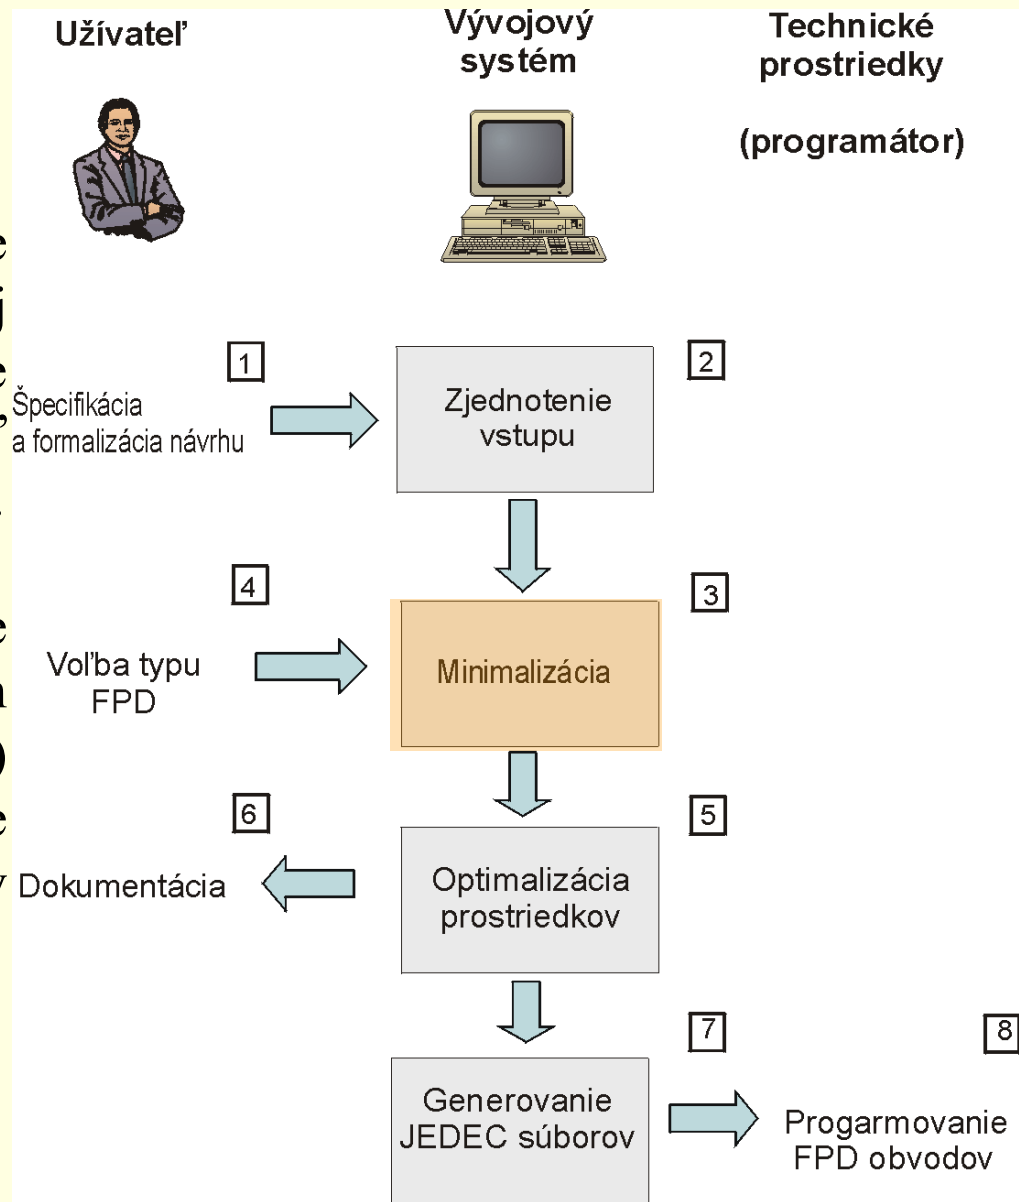 Užívateľ
Vývojový
systém
Technické
prostriedky
(programátor)
1
2
Špecifikácia
a formalizácia návrhu
Zjednotenie
vstupu
4
3
Voľba typu
FPD
Minimalizácia
6
5
Dokumentácia
Optimalizácia
prostriedkov
7
8
Generovanie
JEDEC súborov
Progarmovanie
FPD obvodov